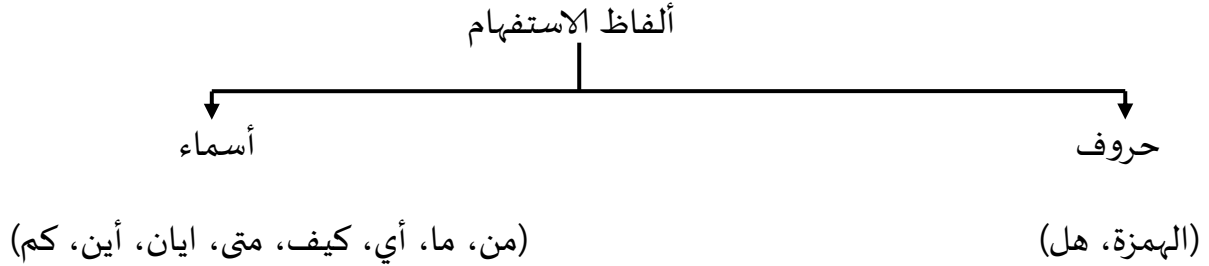 ألفاظ الاستفهام
حروف
أسماء
(الهمزة، هل)
(من، ما، أي، كيف، متى، ايان، أين، كم)